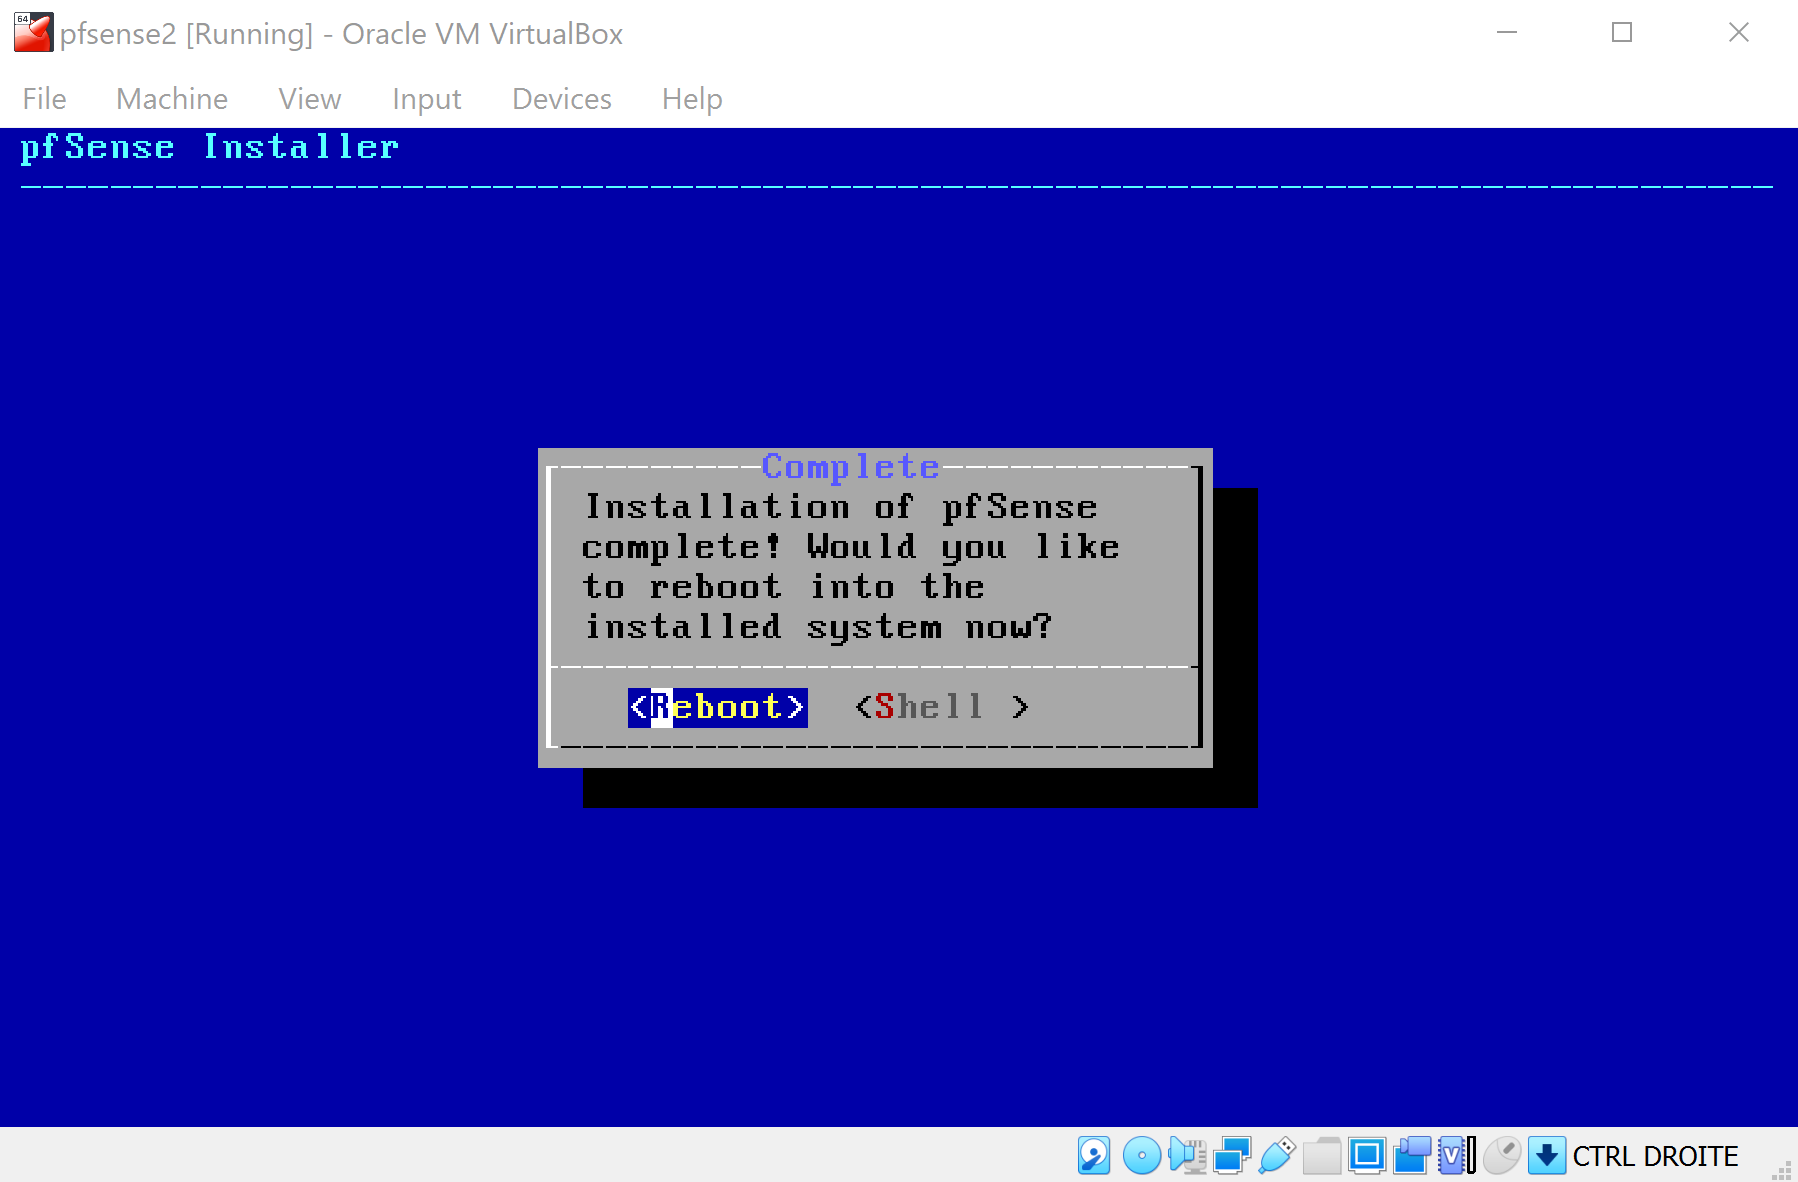 64
pfsense2 [Running] - Oracle VM VirtualBox
File Machine View Input Devices Help
pfSense Installer
Complete
Installation of pfSense
complete! Would you like
to reboot into the
installed system now?
<Reboot> <Shell >
V
CTRL DROITE